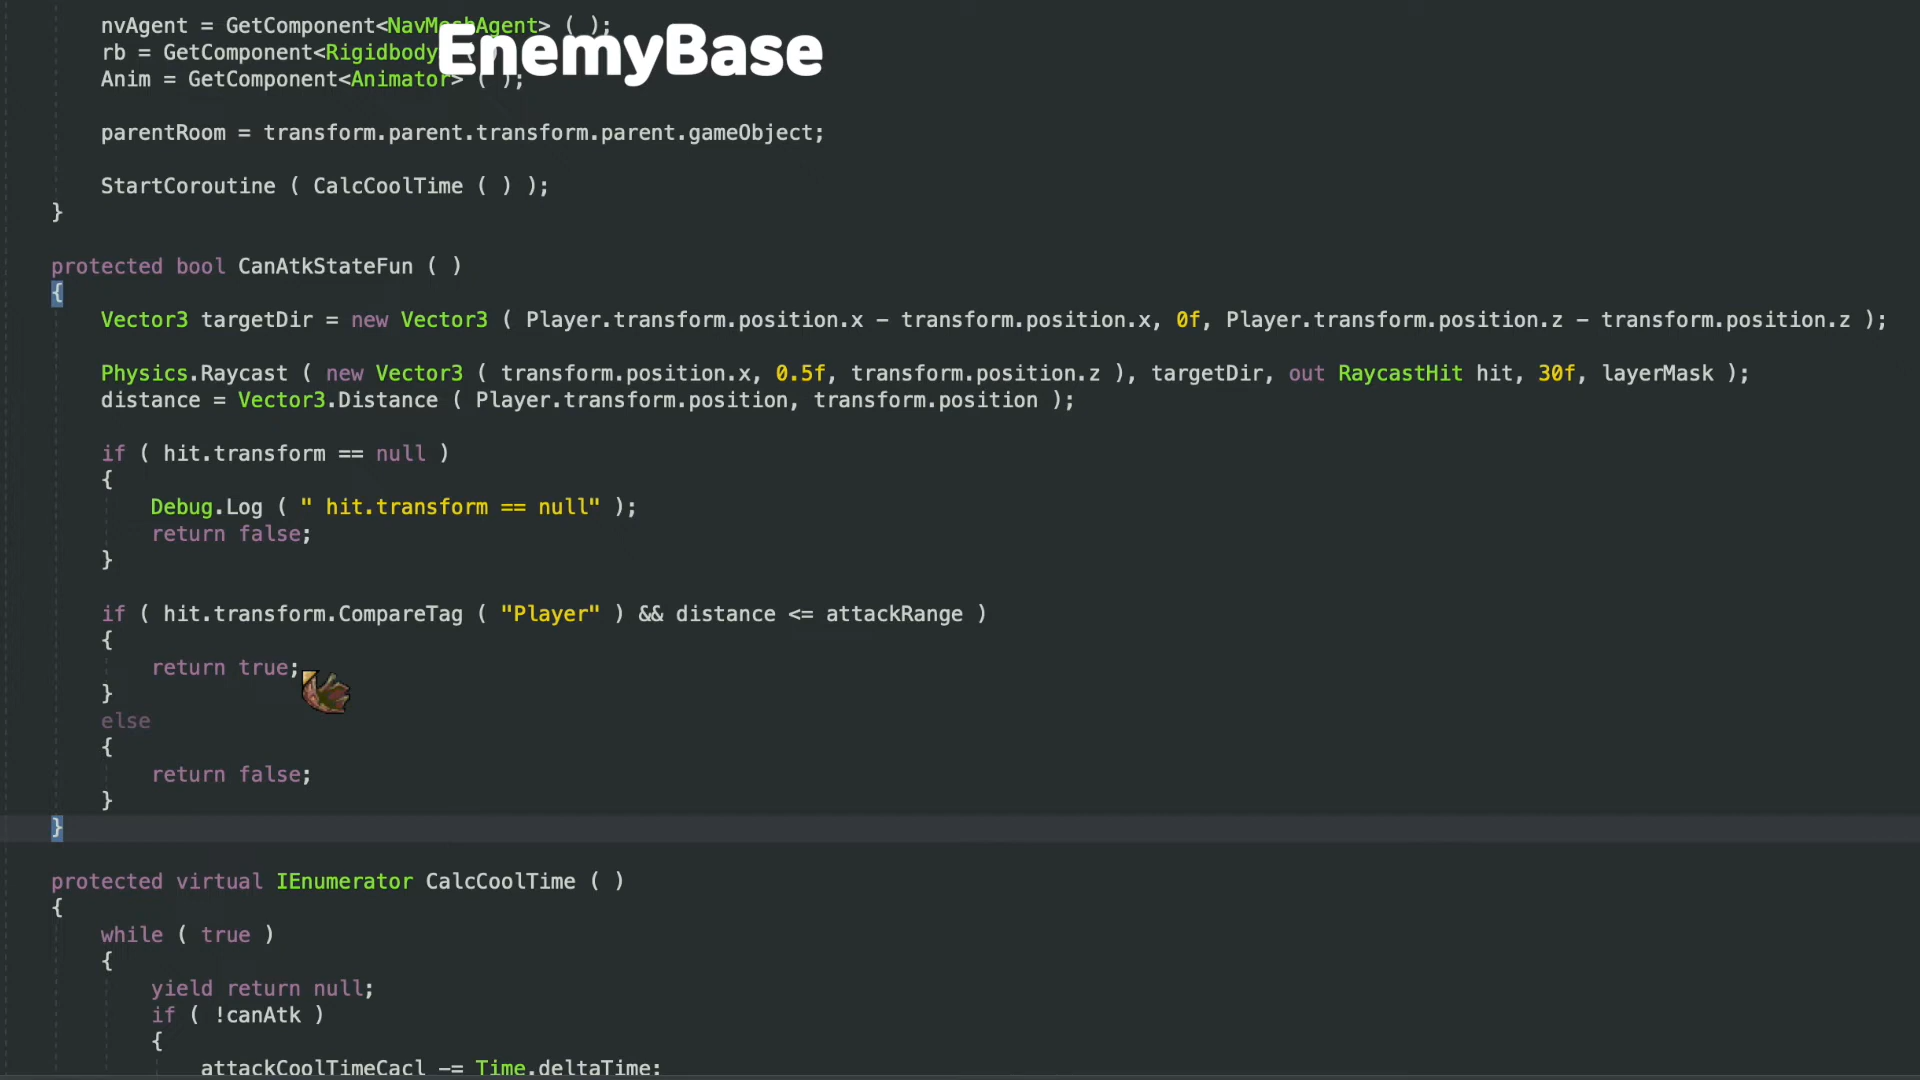 nvAgent = GetComponent<NavMeshAgent> ( );
EnemyBase
rb = GetComponent<Rigidbody
Anim = GetComponent<Animator> ( );
parentRoom = transform.parent.transform.parent.gameObject;
StartCoroutine ( CalcCoolTime ( ) );
}
protected bool CanAtkStateFun ( )
{
Vector3 targetDir = new Vector3 ( Player.transform.position.x - transform.position.x, 0f, Player.transform.position.z - transform.position.z );
Physics.Raycast ( new Vector3 ( transform.position.x, 0.5f, transform.position.z ), targetDir, out RaycastHit hit, 30f, layerMask );
distance = Vector3.Distance ( Player.transform.position, transform.position );
if ( hit.transform == null )
{
Debug.Log ( " hit.transform == null" );
return false;
}
if ( hit.transform.CompareTag ( "Player" ) && distance <= attackRange )
{
return true;
}
else
{
return false;
}
}
protected virtual IEnumerator CalcCoolTime ( )
{
while ( true )
{
yield return null;
if ( !canAtk )
{
attackCoolTimeCacl -= Time.deltaTime;